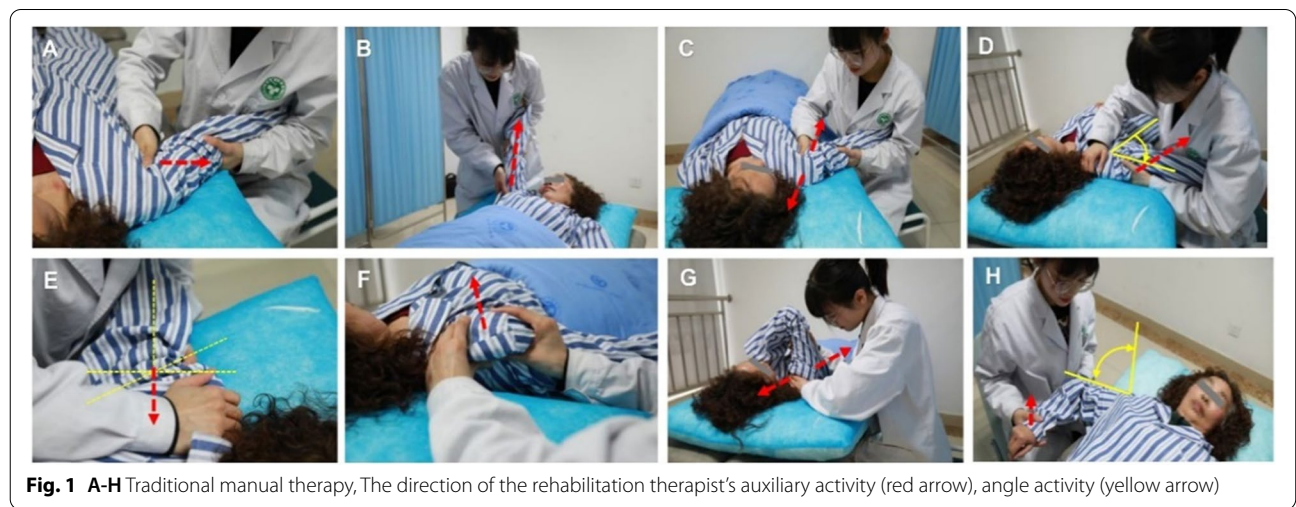 A
B
C
D
E
F
G
H
Fig. 1 A-H Traditional manual therapy, The direction of the rehabilitation therapist's auxiliary activity (red arrow), angle activity (yellow arrow)